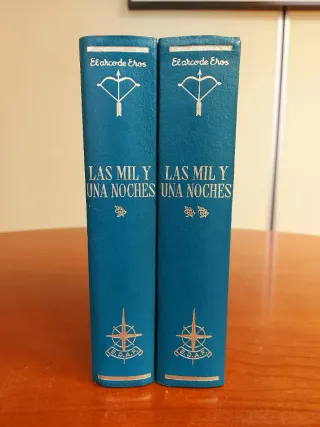 El arco de Eros
LAS MIL Y
UNA NOCHES
E.D.A.F.
El arco de Eros
LAS MIL Y
UNA NOCHES
E.D.A.F.